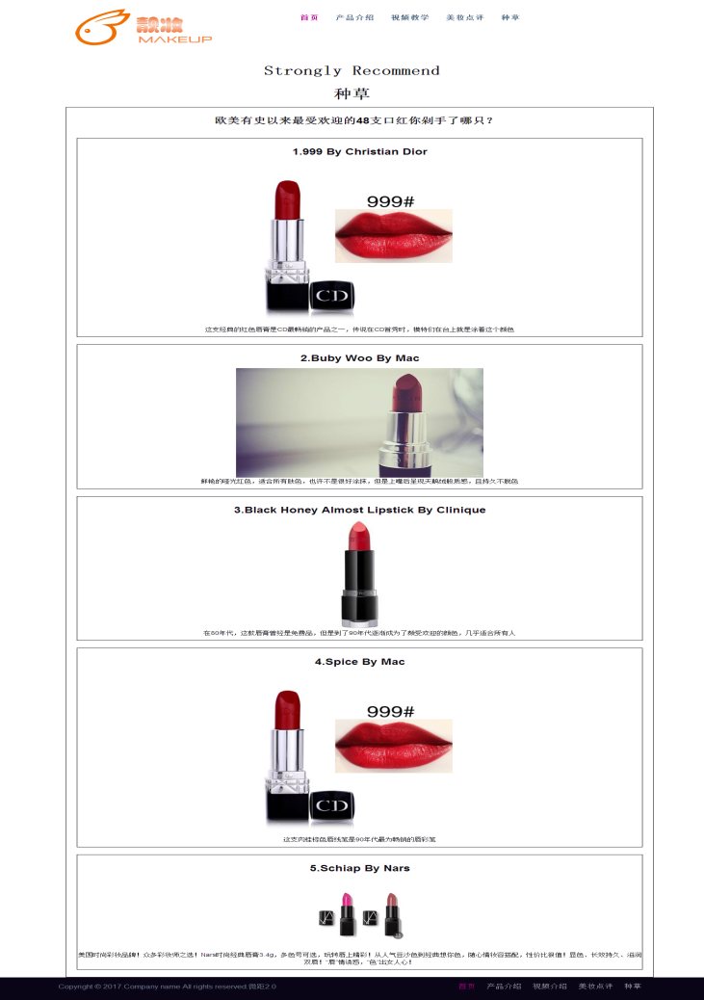 靓妆
MAKEUP
首页 产品介绍 视频教学 美妆点评 种草
Strongly Recommend
种草
欧美有史以来最受欢迎的48支口红你剁手了哪只？
1.999 By Christian Dior
999#
CD
这支经典的红色唇膏是CD最畅销的产品之一，传说在CD首秀时，模特们在台上就是涂着这个颜色
2.Buby Woo By Mac
鲜艳的哑光红色，适合所有肤色，也许不是很好涂抹，但是上嘴后呈现天鹅绒般质感，且持久不脱色
3.Black Honey Almost Lipstick By Clinique
在80年代，这款唇膏曾经是免费品，但是到了90年代逐渐成为了颇受欢迎的颜色，几乎适合所有人
4.Spice By Mac
999#
CD
这支肉桂棕色唇线笔是90年代最为畅销的唇彩笔
5.Schiap By Nars
NARS NARS
美国时尚彩妆品牌！众多彩妆师之选！Nars时尚经典唇膏3.4g，多色号可选，玩转唇上精彩！从人气豆沙色到经典想你色，随心情妆容搭配，性价比很值！显色、长效持久、滋润
双唇！“唇”情诱惑，“色”出女人心！
Copyright © 2017.Company name All rights reserved.微距2.0
首页 产品介绍 视频介绍 美妆点评 种草